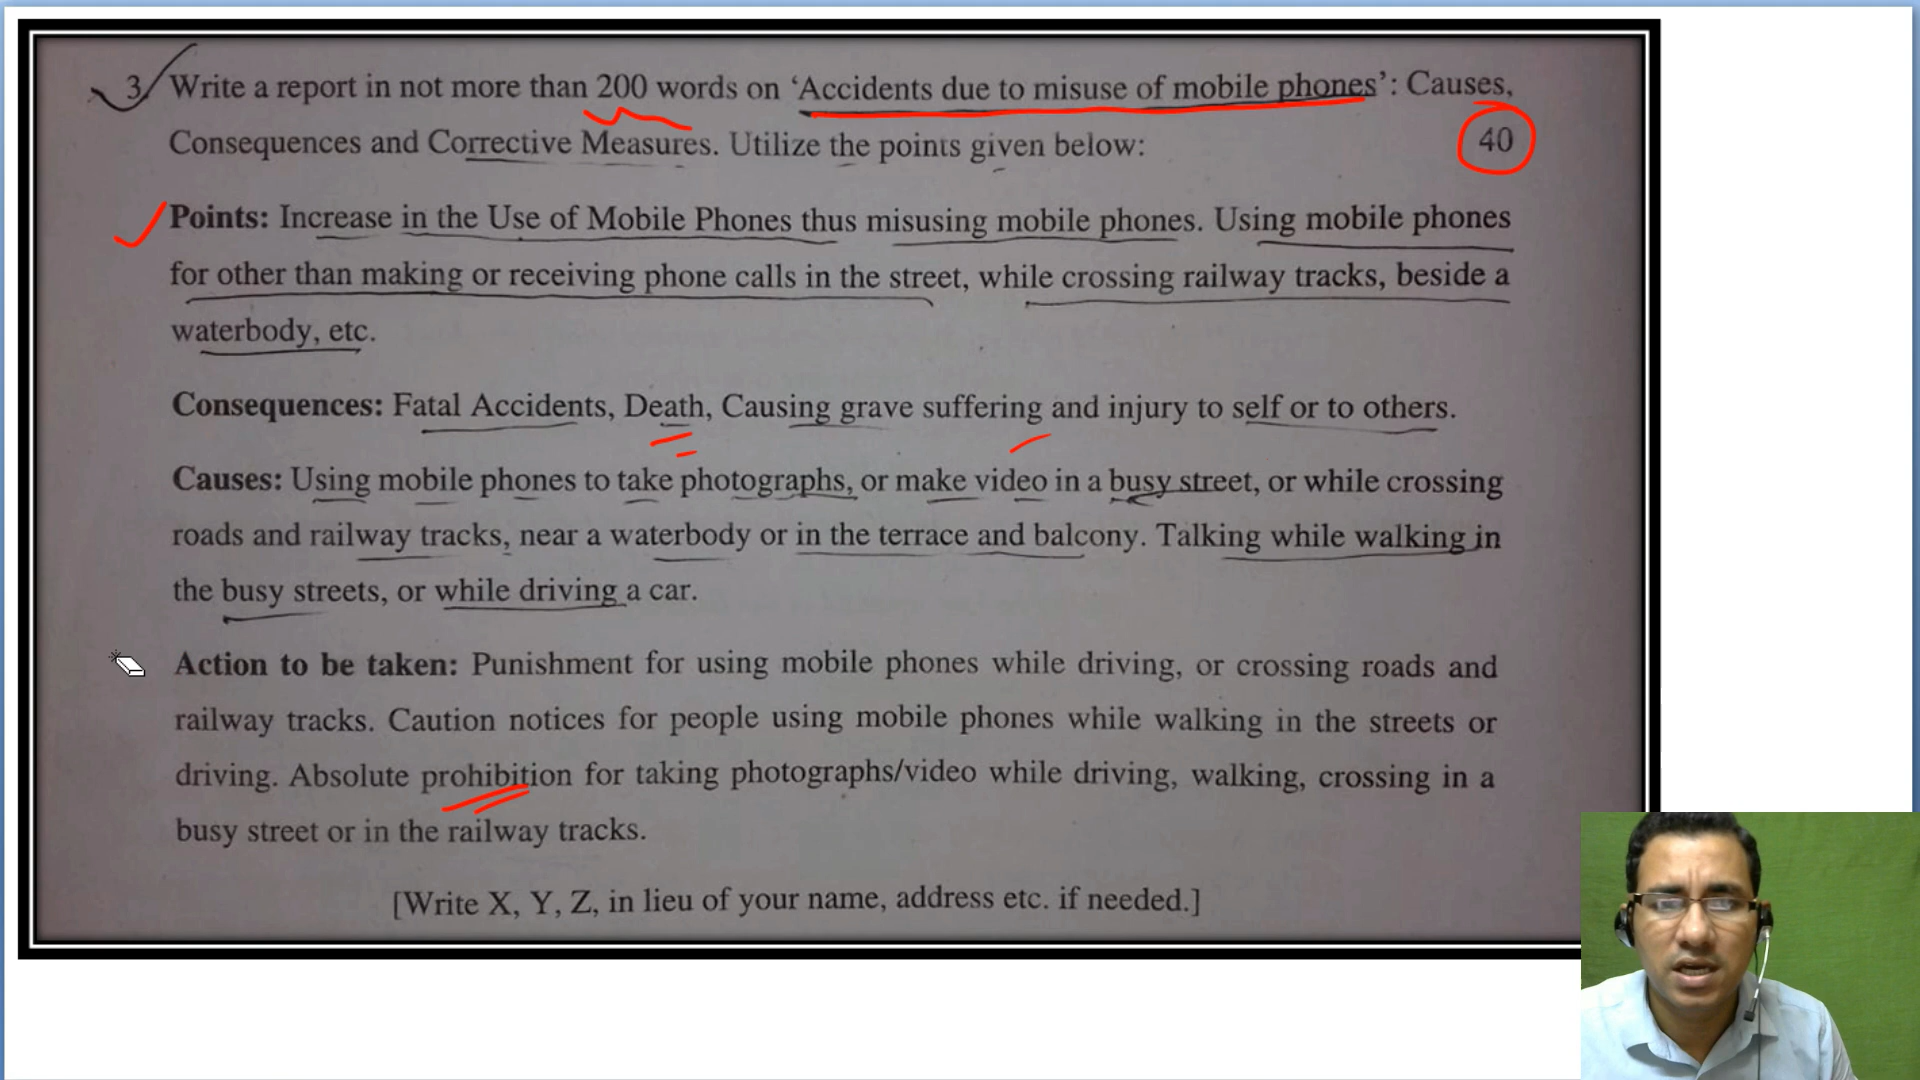 3 Write a report in not more than 200 words on ‘Accidents due to misuse of mobile phones’: Causes,
Consequences and Corrective Measures. Utilize the points given below: 40
Points: Increase in the Use of Mobile Phones thus misusing mobile phones. Using mobile phones
for other than making or receiving phone calls in the street, while crossing railway tracks, beside a
waterbody, etc.
Consequences: Fatal Accidents, Death, Causing grave suffering and injury to self or to others.
Causes: Using mobile phones to take photographs, or make video in a busy street, or while crossing
roads and railway tracks, near a waterbody or in the terrace and balcony. Talking while walking in
the busy streets, or while driving a car.
Action to be taken: Punishment for using mobile phones while driving, or crossing roads and
railway tracks. Caution notices for people using mobile phones while walking in the streets or
driving. Absolute prohibition for taking photographs/video while driving, walking, crossing in a
busy street or in the railway tracks.
[Write X, Y, Z, in lieu of your name, address etc. if needed.]